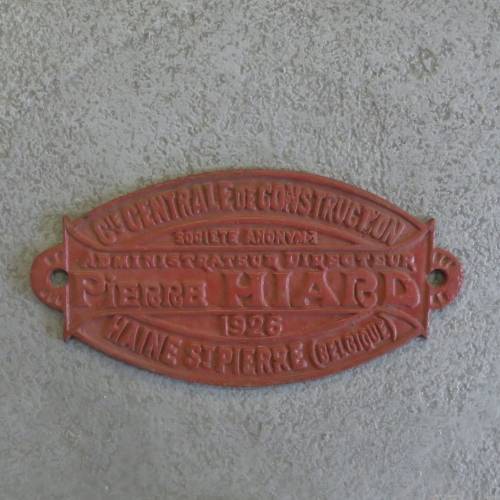 CIE CENTRALE DE CONSTRUCTION
SOCIETE ANONYME
ADMINISTRATEUR DIRECTEUR
PIERRE HIARD
1926
HAINE ST PIERRE (BELGIQUE)